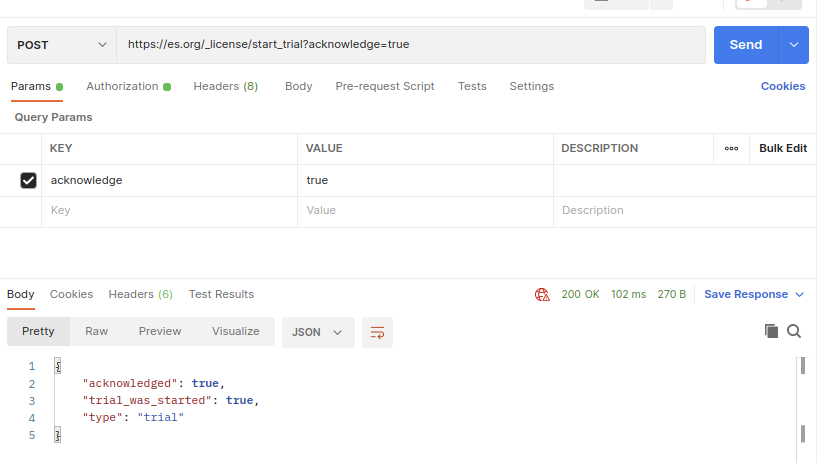 POST https://es.org/_license/start_trial?acknowledge=true Send
Params Authorization Headers (8) Body Pre-request Script Tests Settings Cookies
Query Params
KEY VALUE DESCRIPTION Bulk Edit
acknowledge true
Key Value Description
Body Cookies Headers (6) Test Results 200 OK 102 ms 270 B Save Response
Pretty Raw Preview Visualize JSON
1 {
2 "acknowledged": true,
3 "trial_was_started": true,
4 "type": "trial"
5 }